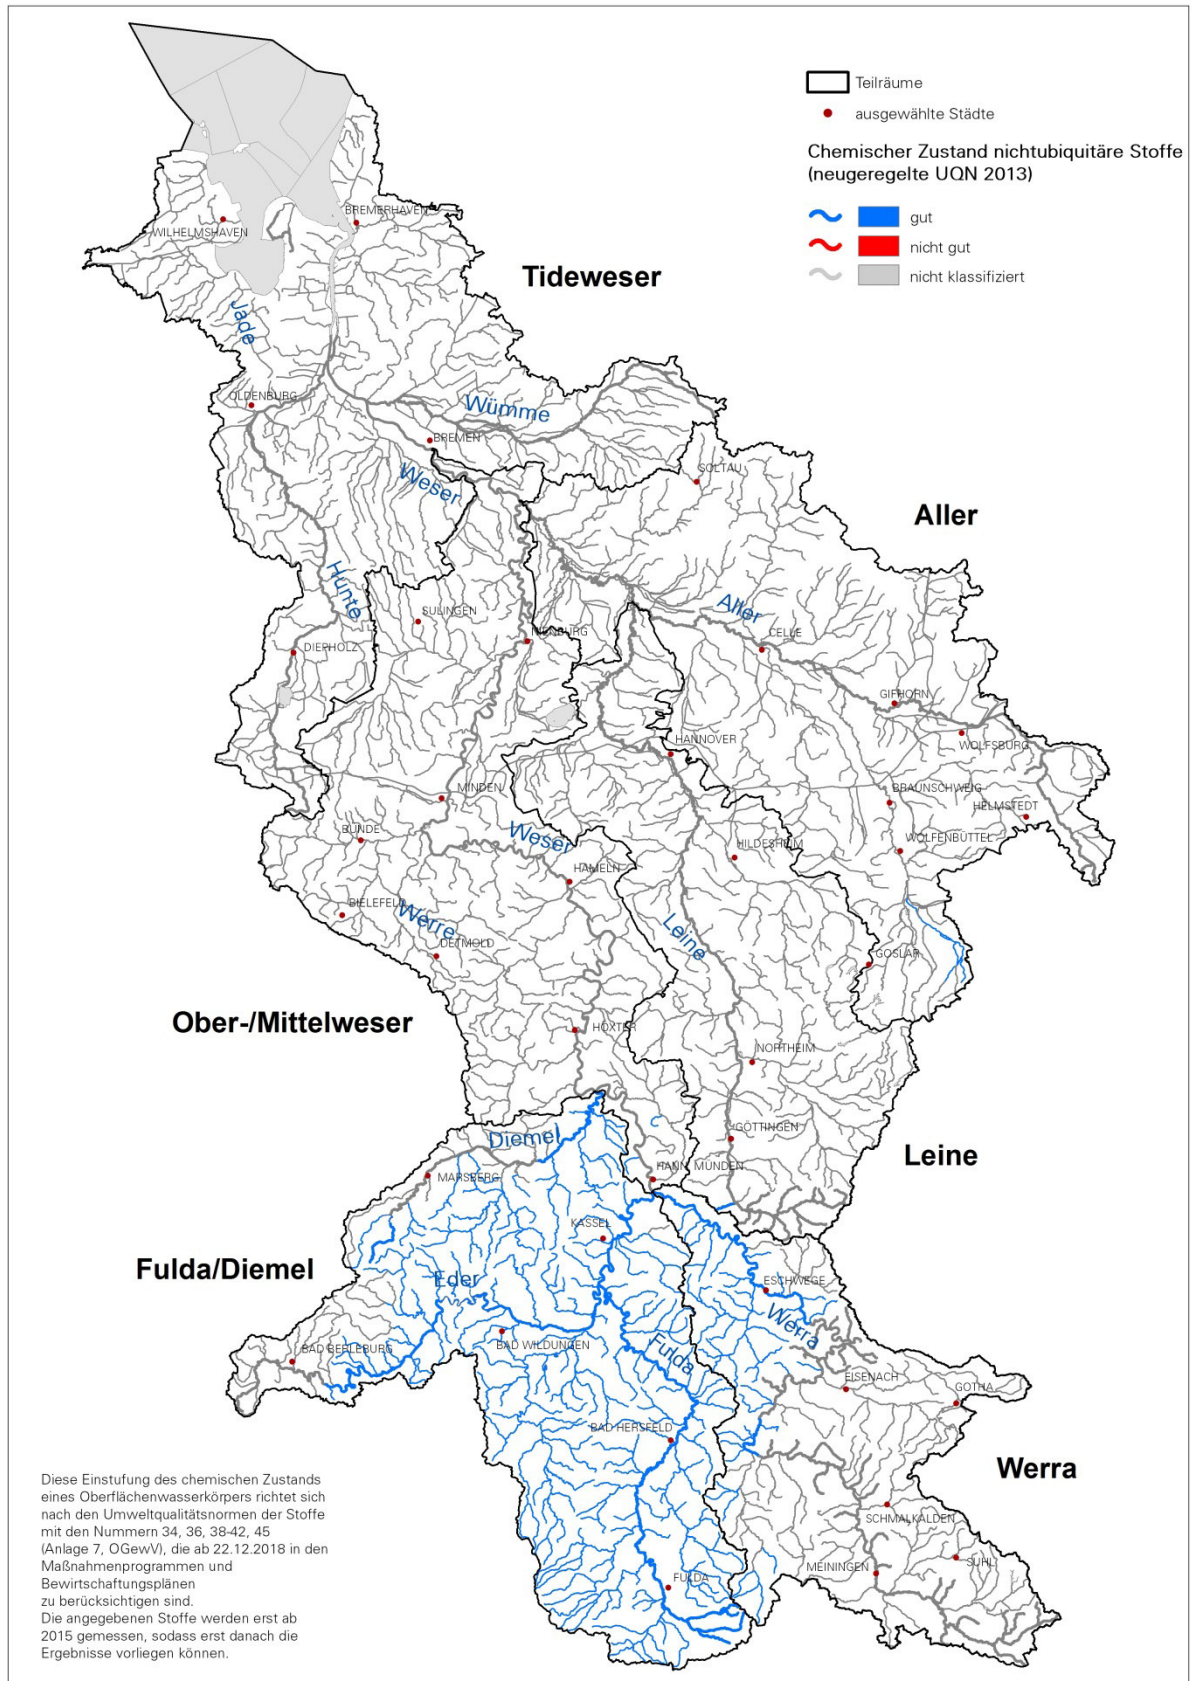 Teilräume
ausgewählte Städte
Chemischer Zustand nichtubiquitäre Stoffe
(neugeregelte UQN 2013)
gut
nicht gut
nicht klassifiziert
BREMERHAVEN
WILHELMSHAVEN
Tideweser
Jade
OLDENBURG
Wümme
BREMEN
Weser
SOLTAU
Aller
Hunte
Aller
SULINGEN
NIENBURG
CELLE
DIEPHOLZ
GIFHORN
WOLFSBURG
HANNOVER
MINDEN
BRAUNSCHWEIG
HELMSTEDT
BÜNDE
Weser
HILDESHEIM
WOLFENBÜTTEL
HAMELN
BIELEFELD
Werre
Leine
DETMOLD
GOSLAR
Ober-/Mittelweser
HÖXTER
NORTHEIM
Diemel
GÖTTINGEN
Leine
MARSBERG
HANN. MÜNDEN
KASSEL
Fulda/Diemel
Eder
ESCHWEGE
Werra
BAD BERLEBURG
BAD WILDUNGEN
Fulda
EISENACH
GOTHA
BAD HERSFELD
Werra
SCHMALKALDEN
MEININGEN
SUHL
FULDA
Diese Einstufung des chemischen Zustands
eines Oberflächenwasserkörpers richtet sich
nach den Umweltqualitätsnormen der Stoffe
mit den Nummern 34, 36, 38-42, 45
(Anlage 7, OGewV), die ab 22.12.2018 in den
Maßnahmenprogrammen und
Bewirtschaftungsplänen
zu berücksichtigen sind.
Die angegebenen Stoffe werden erst ab
2015 gemessen, sodass erst danach die
Ergebnisse vorliegen können.